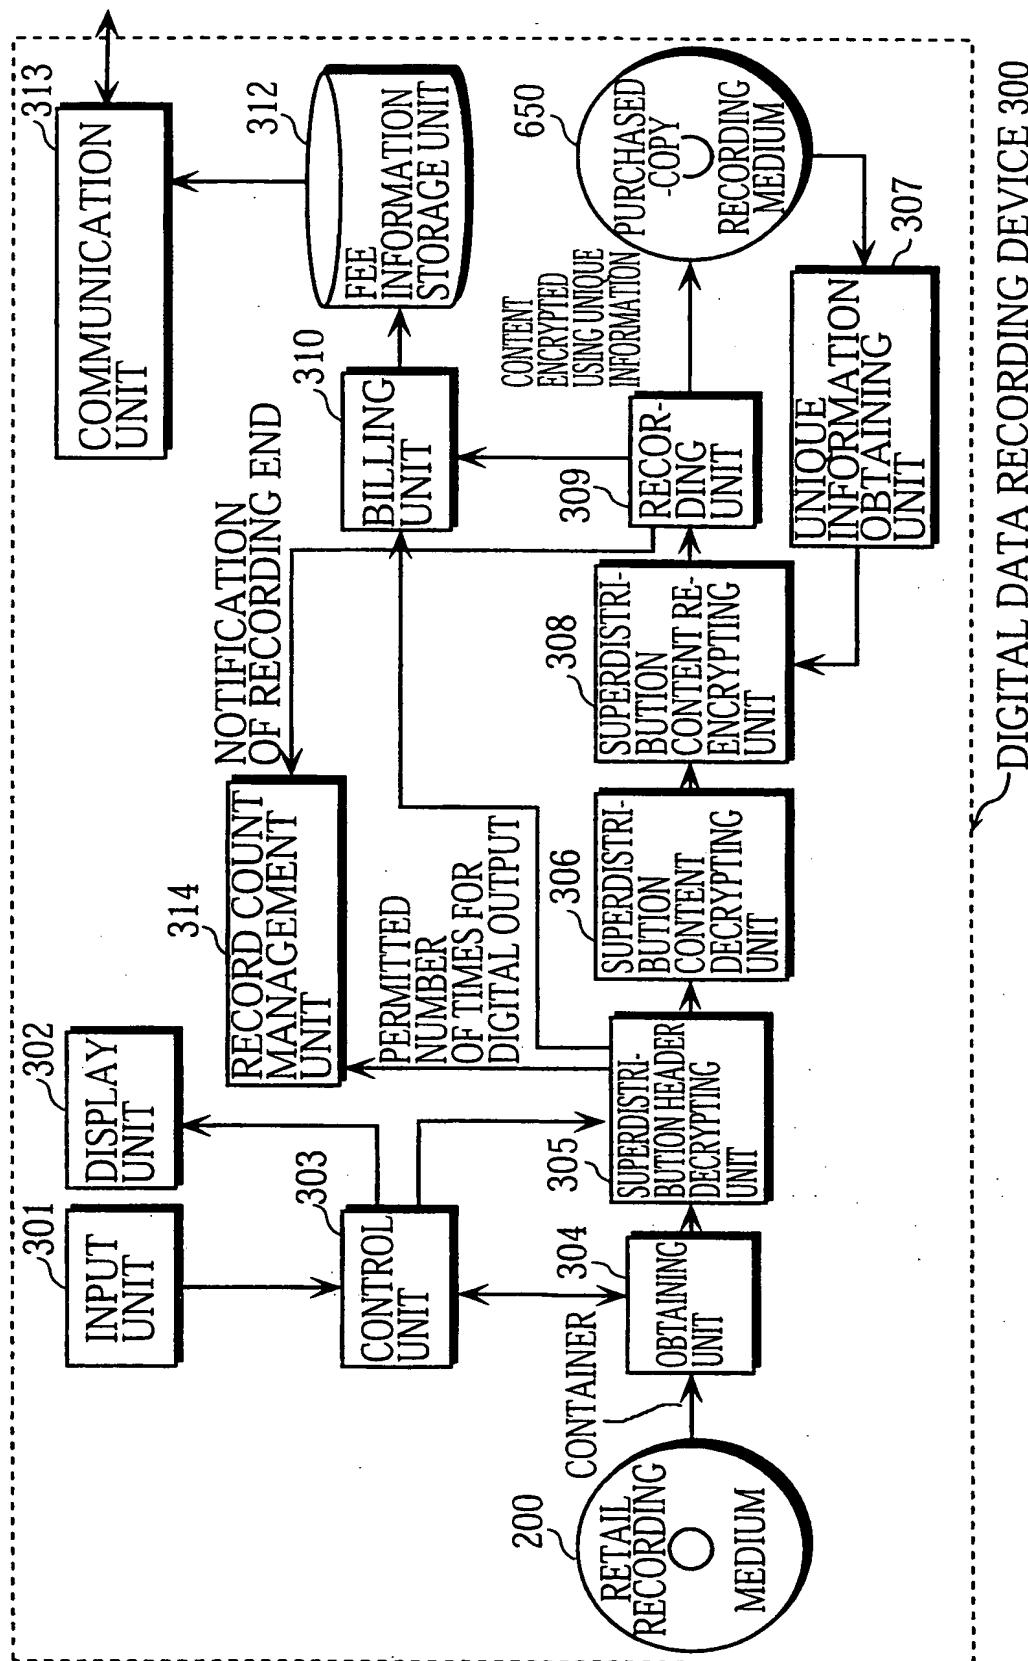 301
INPUT
UNIT
302
DISPLAY
UNIT
313
COMMUNICATION
UNIT
314
RECORD COUNT
MANAGEMENT
UNIT
NOTIFICATION
OF RECORDING END
312
FEE
INFORMATION
STORAGE UNIT
303
CONTROL
UNIT
PERMITTED
NUMBER
OF TIMES FOR
DIGITAL OUTPUT
310
BILLING
UNIT
200
RETAIL
RECORDING
MEDIUM
CONTAINER
304
OBTAINING
UNIT
305
SUPERDISTRI-
BUTION HEADER
DECRYPTING
UNIT
306
SUPERDISTRI-
BUTION
CONTENT
DECRYPTING
UNIT
308
SUPERDISTRI-
BUTION
CONTENT RE-
ENCRYPTING
UNIT
309
RECOR-
DING
UNIT
CONTENT
ENCRYPTED
USING UNIQUE
INFORMATION
650
PURCHASED
-COPY
RECORDING
MEDIUM
307
UNIQUE
INFORMATION
OBTAINING
UNIT
DIGITAL DATA RECORDING DEVICE 300